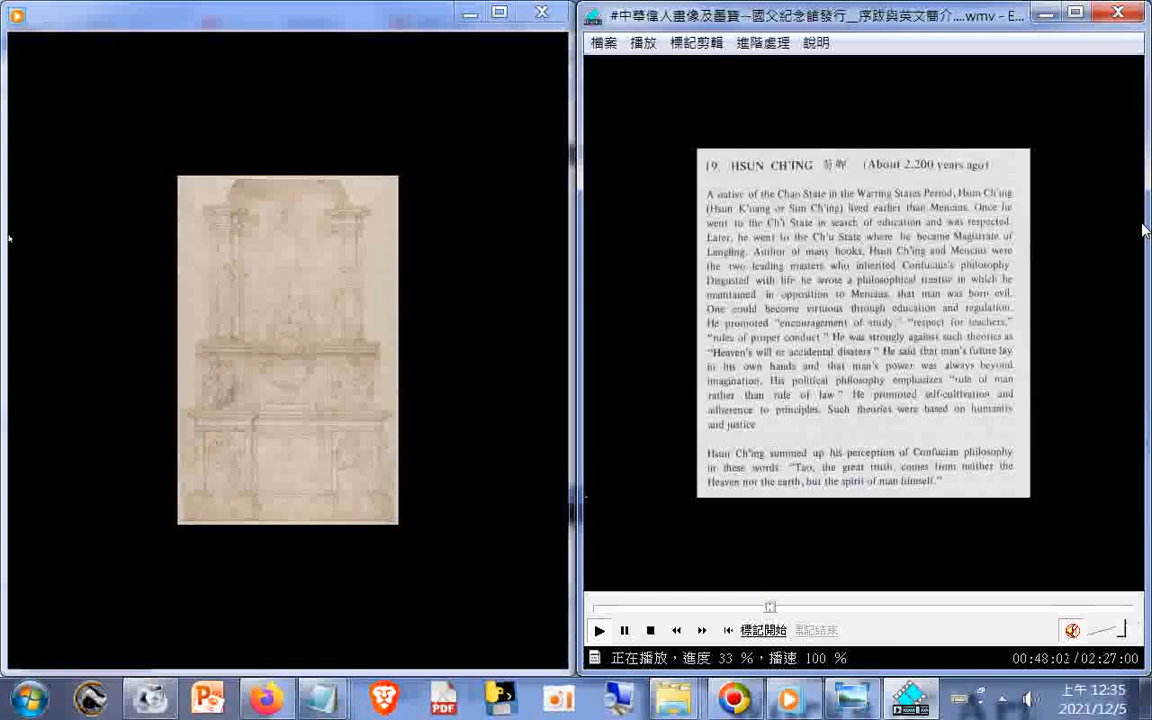 #中華偉人畫像及墨寶--國父紀念館發行__序跋與英文簡介....wmv - E...
檔案 播放 標記剪輯 進階處理 說明
19. HSUN CH'ING 荀卿 (About 2,200 years ago)
A native of the Chao State in the Warring States Period, Hsun Ch'ing
(Hsun K'uang or Sun Ch'ing) lived earlier than Mencius. Once he
went to the Ch'i State in search of education and was respected.
Later, he went to the Ch'u State where he became Magistrate of
Langling. Author of many books, Hsun Ch'ing and Mencius were
the two leading masters who inherited Confucius's philosophy.
Disgusted with life he wrote a philosophical treatise in which he
maintained in opposition to Mencius, that man was born evil.
One could become virtuous through education and regulation.
He promoted "encouragement of study," "respect for teachers,"
"rules of proper conduct." He was strongly against such theories as
"Heaven's will or accidental disaters" He said that man's future lay
in his own hands and that man's power was always beyond
imagination. His political philosophy emphasizes "rule of man
rather than rule of law" He promoted self-cultivation and
adherence to principles. Such theories were based on humanity
and justice
Hsun Ch'ing summed up his perception of Confucian philosophy
in these words: "Tao, the great truth, comes from neither the
Heaven nor the earth, but the spirit of man himself."
標記開始 標記結束
正在播放，進度 33 %，播速 100 % 00:48:02 / 02:27:00
PDF
上午 12:35
2021/12/5